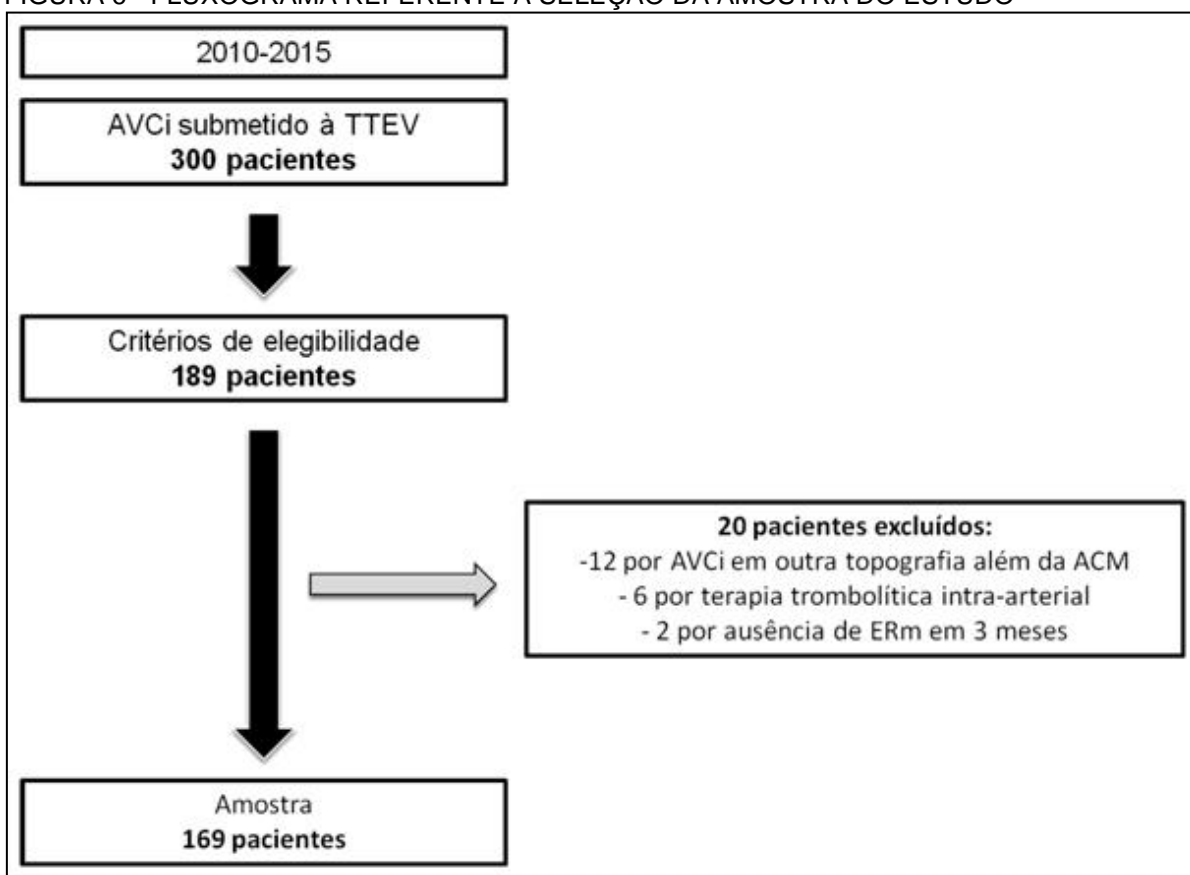 FLUXOGRAMA REFERENTE À SELEÇÃO DA AMOSTRA DO ESTUDO
2010-2015
AVCi submetido à TTEV
300 pacientes
Critérios de elegibilidade
189 pacientes
20 pacientes excluídos:
-12 por AVCi em outra topografia além da ACM
- 6 por terapia trombolítica intra-arterial
- 2 por ausência de ERm em 3 meses
Amostra
169 pacientes